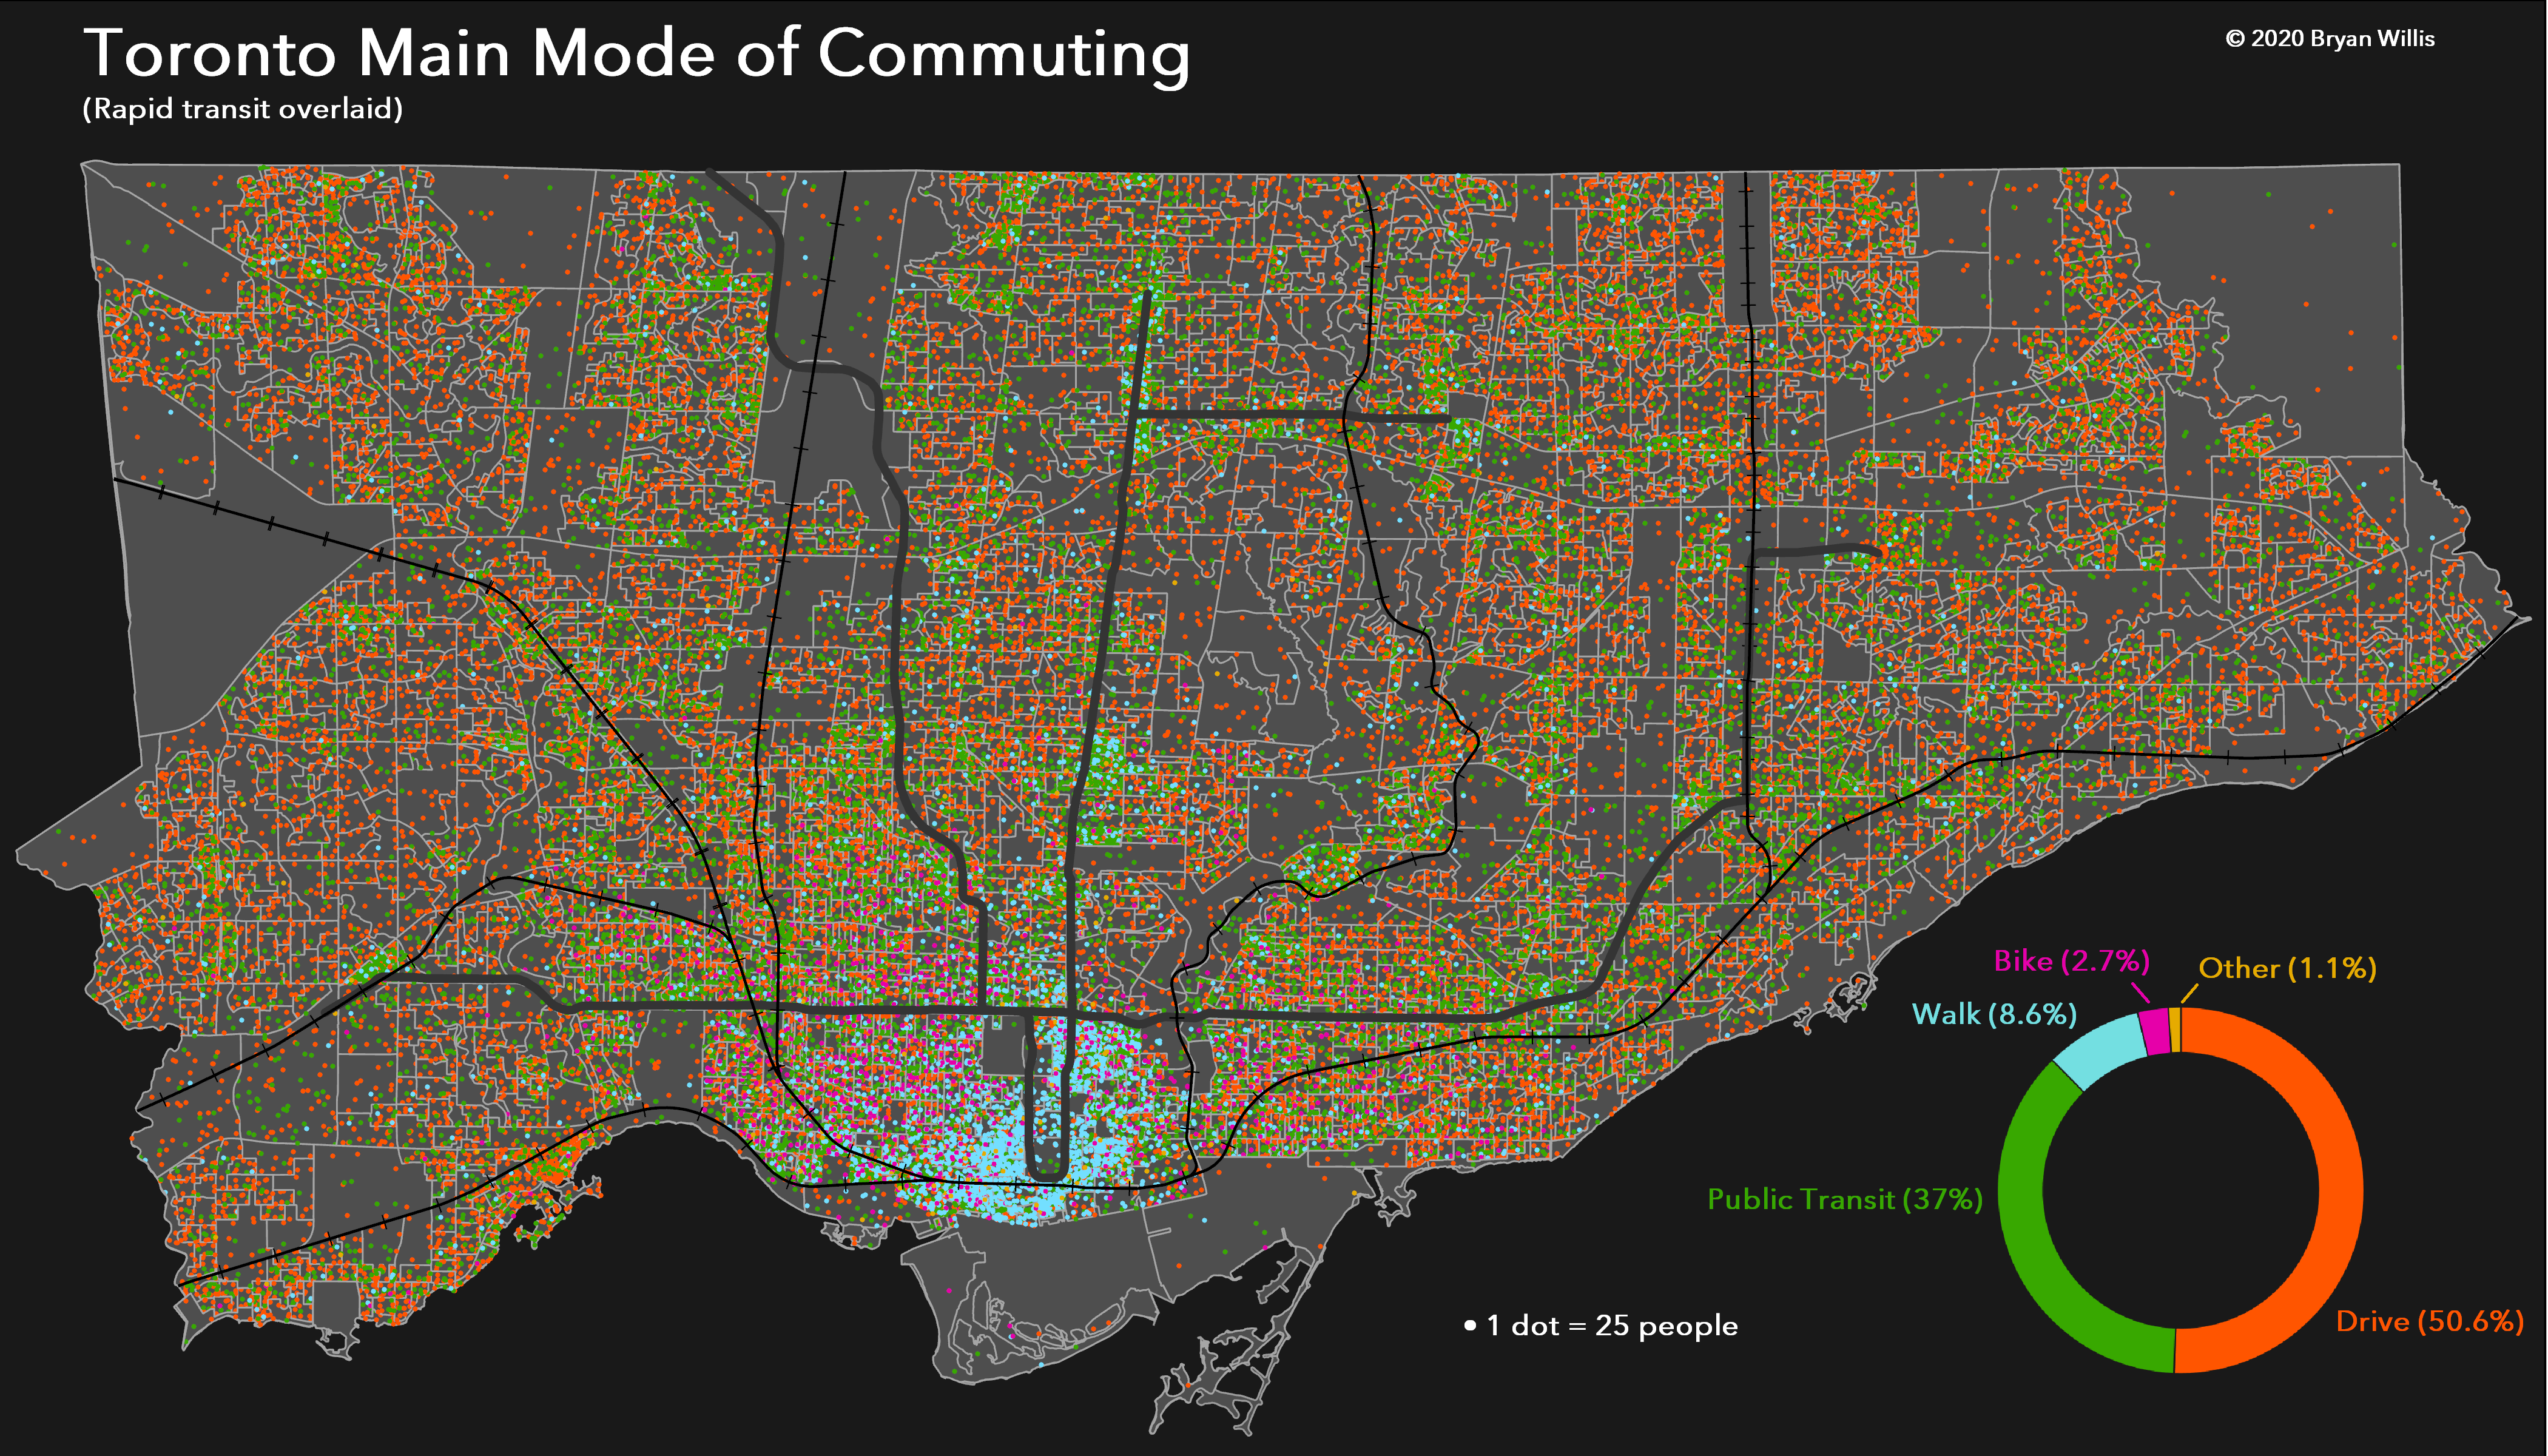 Toronto Main Mode of Commuting
© 2020 Bryan Willis
(Rapid transit overlaid)
Bike (2.7%)
Other (1.1%)
Walk (8.6%)
Public Transit (37%)
Drive (50.6%)
• 1 dot = 25 people